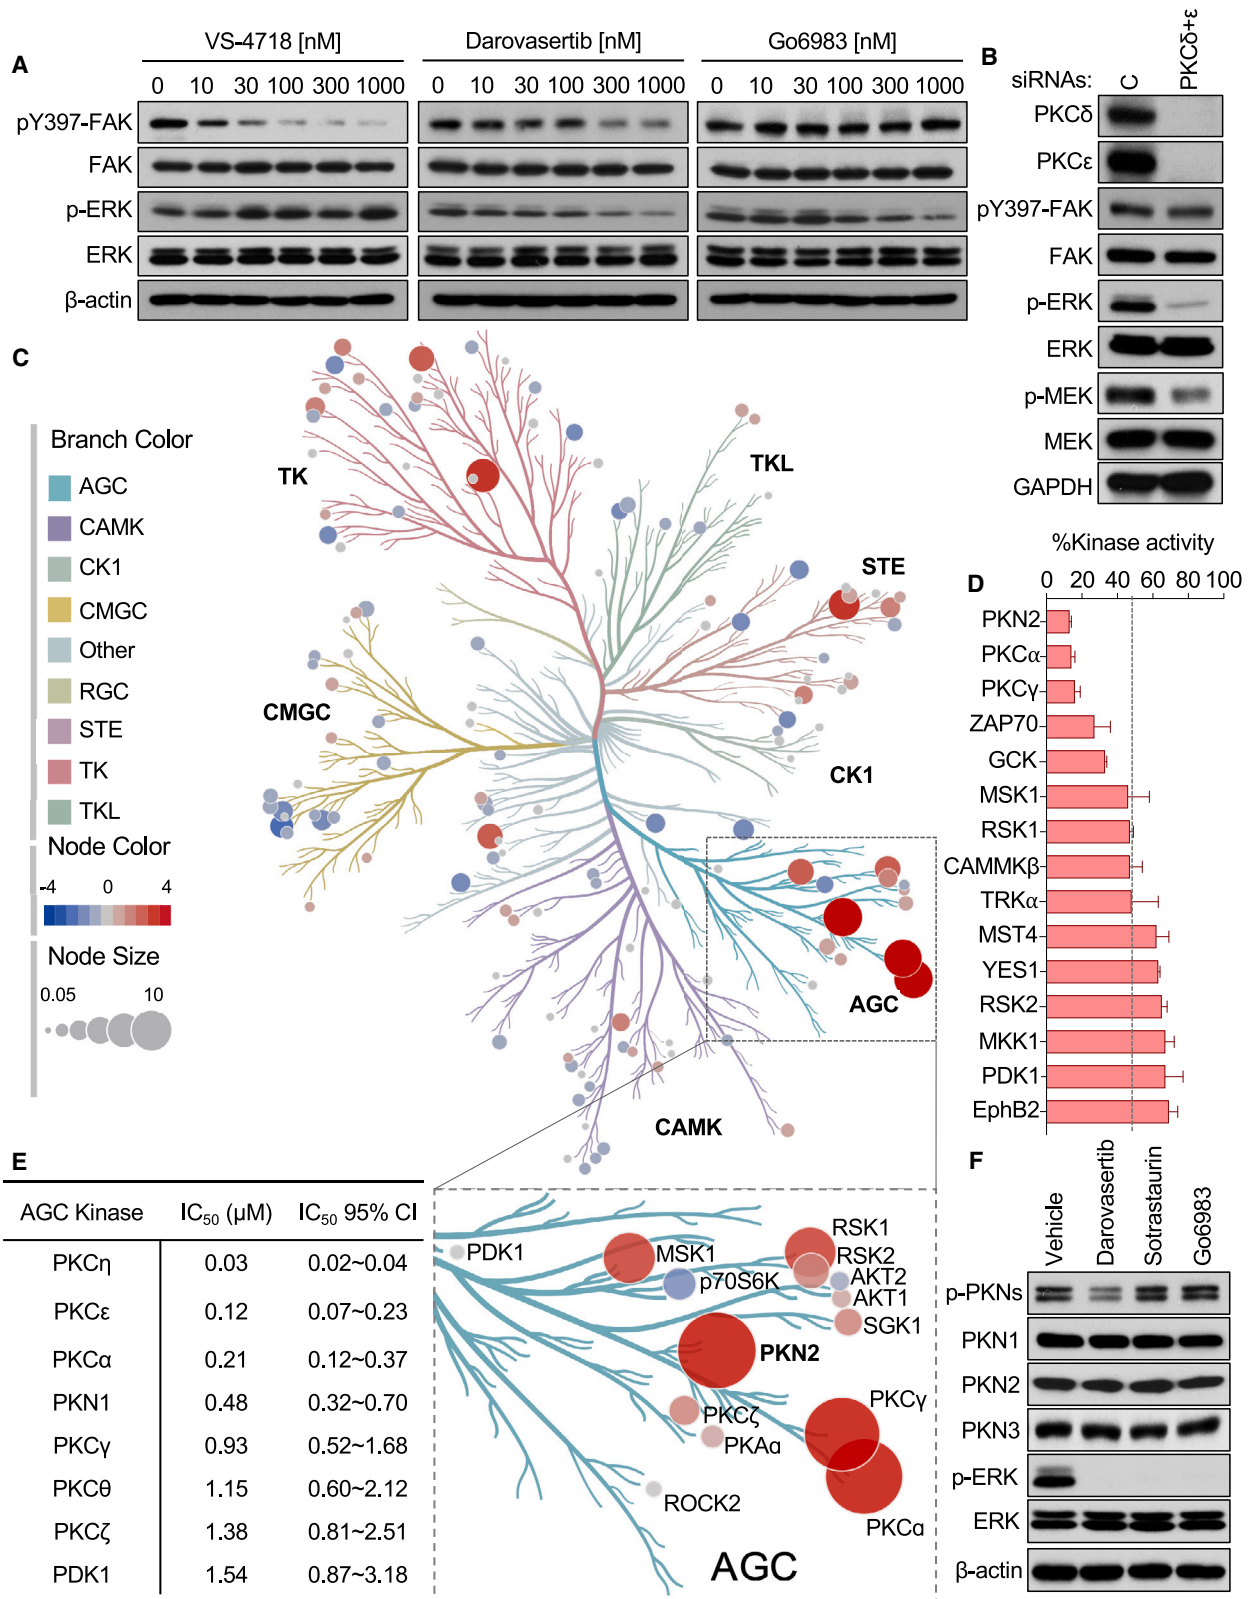 A
VS-4718 [nM]
Darovasertib [nM]
Go6983 [nM]
0 10 30 100 300 1000
0 10 30 100 300 1000
0 10 30 100 300 1000
pY397-FAK
FAK
p-ERK
ERK
β-actin
B
siRNAs: C PKCδ+ε
PKCδ
PKCε
pY397-FAK
FAK
p-ERK
ERK
p-MEK
MEK
GAPDH
C
Branch Color
AGC
CAMK
CK1
CMGC
Other
RGC
STE
TK
TKL
Node Color
-4 0 4
Node Size
0.05 10
TK
TKL
STE
CMGC
CK1
AGC
CAMK
D
%Kinase activity
0 20 40 60 80 100
PKN2
PKCα
PKCγ
ZAP70
GCK
MSK1
RSK1
CAMMKβ
TRKα
MST4
YES1
RSK2
MKK1
PDK1
EphB2
E
AGC Kinase IC50 (μM) IC50 95% CI
PKCη 0.03 0.02~0.04
PKCε 0.12 0.07~0.23
PKCα 0.21 0.12~0.37
PKN1 0.48 0.32~0.70
PKCγ 0.93 0.52~1.68
PKCθ 1.15 0.60~2.12
PKCζ 1.38 0.81~2.51
PDK1 1.54 0.87~3.18
PDK1
MSK1
p70S6K
RSK1
RSK2
AKT2
AKT1
SGK1
PKN2
PKCγ
PKCζ
PKAα
ROCK2
PKCα
AGC
F
Vehicle Darovasertib Sotrastaurin Go6983
p-PKNs
PKN1
PKN2
PKN3
p-ERK
ERK
β-actin